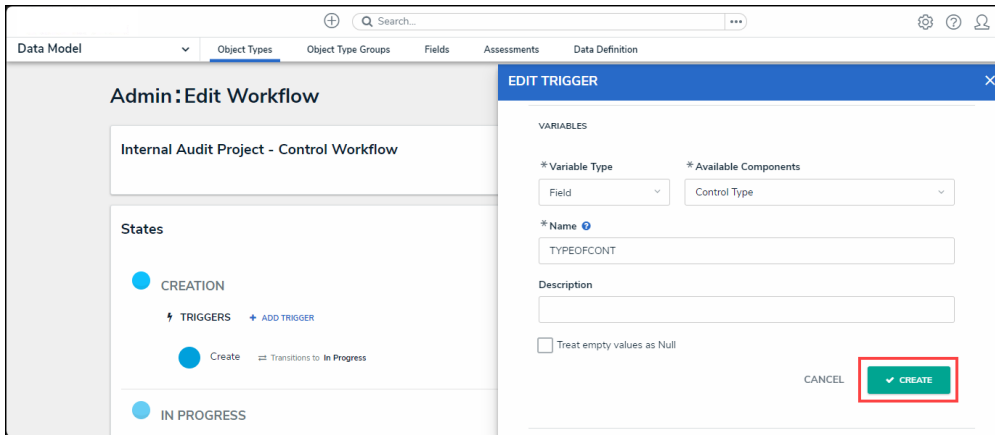 Search...
Data Model
Object Types
Object Type Groups
Fields
Assessments
Data Definition
Admin:Edit Workflow
Internal Audit Project - Control Workflow
States
CREATION
TRIGGERS + ADD TRIGGER
Create Transitions to In Progress
IN PROGRESS
EDIT TRIGGER
VARIABLES
*Variable Type
Field
*Available Components
Control Type
*Name
TYPEOFCONT
Description
Treat empty values as Null
CANCEL
CREATE